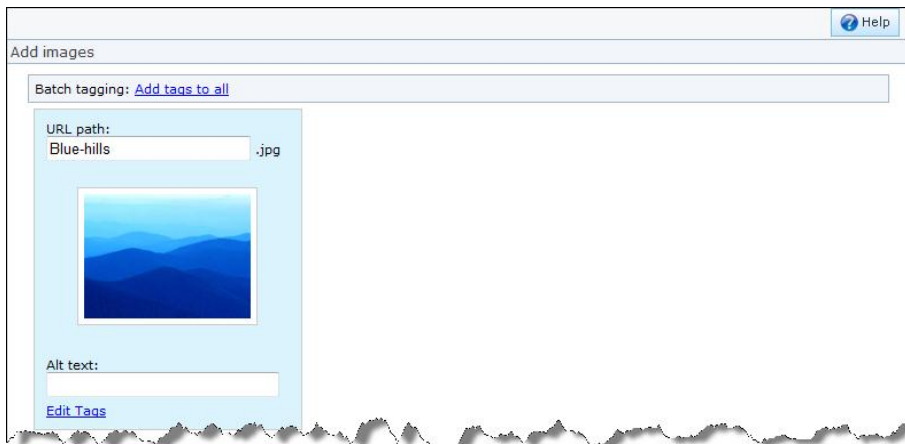 Help
Add images
Batch tagging: Add tags to all
URL path:
Blue-hills .jpg
Alt text:
Edit Tags